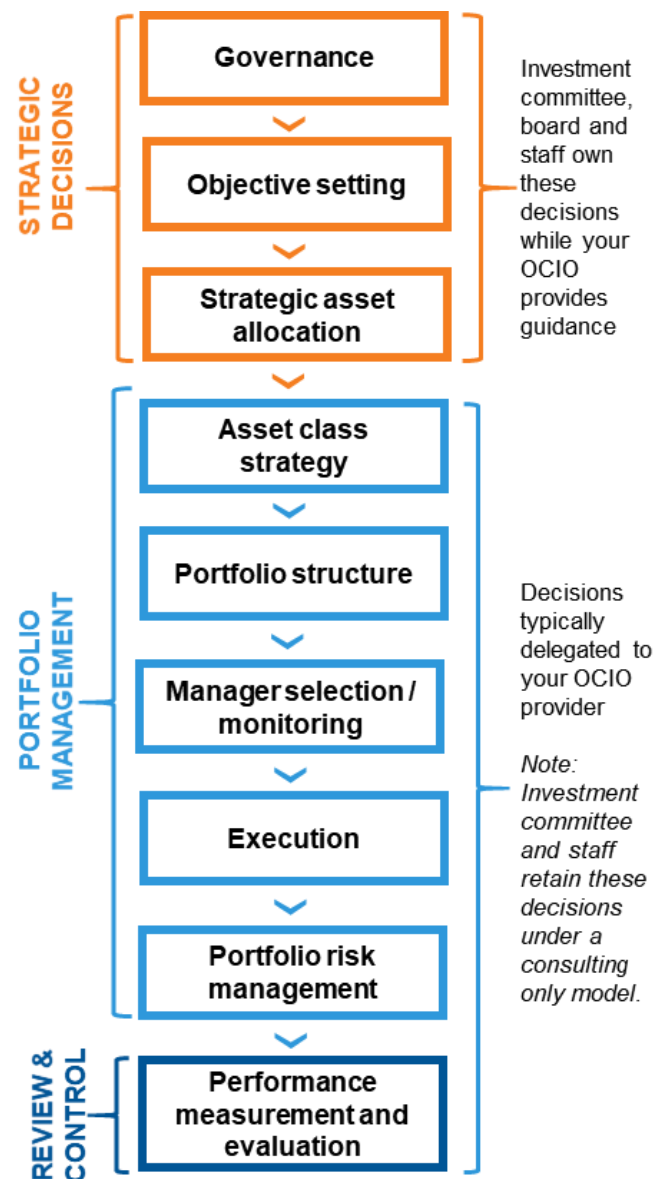 STRATEGIC
DECISIONS
Governance
Objective setting
Strategic asset
allocation
Investment
committee,
board and
staff own
these
decisions
while your
OCIO
provides
guidance
PORTFOLIO
MANAGEMENT
Asset class
strategy
Portfolio structure
Manager selection /
monitoring
Execution
Portfolio risk
management
Decisions
typically
delegated to
your OCIO
provider
Note:
Investment
committee
and staff
retain these
decisions
under a
consulting
only model.
REVIEW &
CONTROL
Performance
measurement and
evaluation